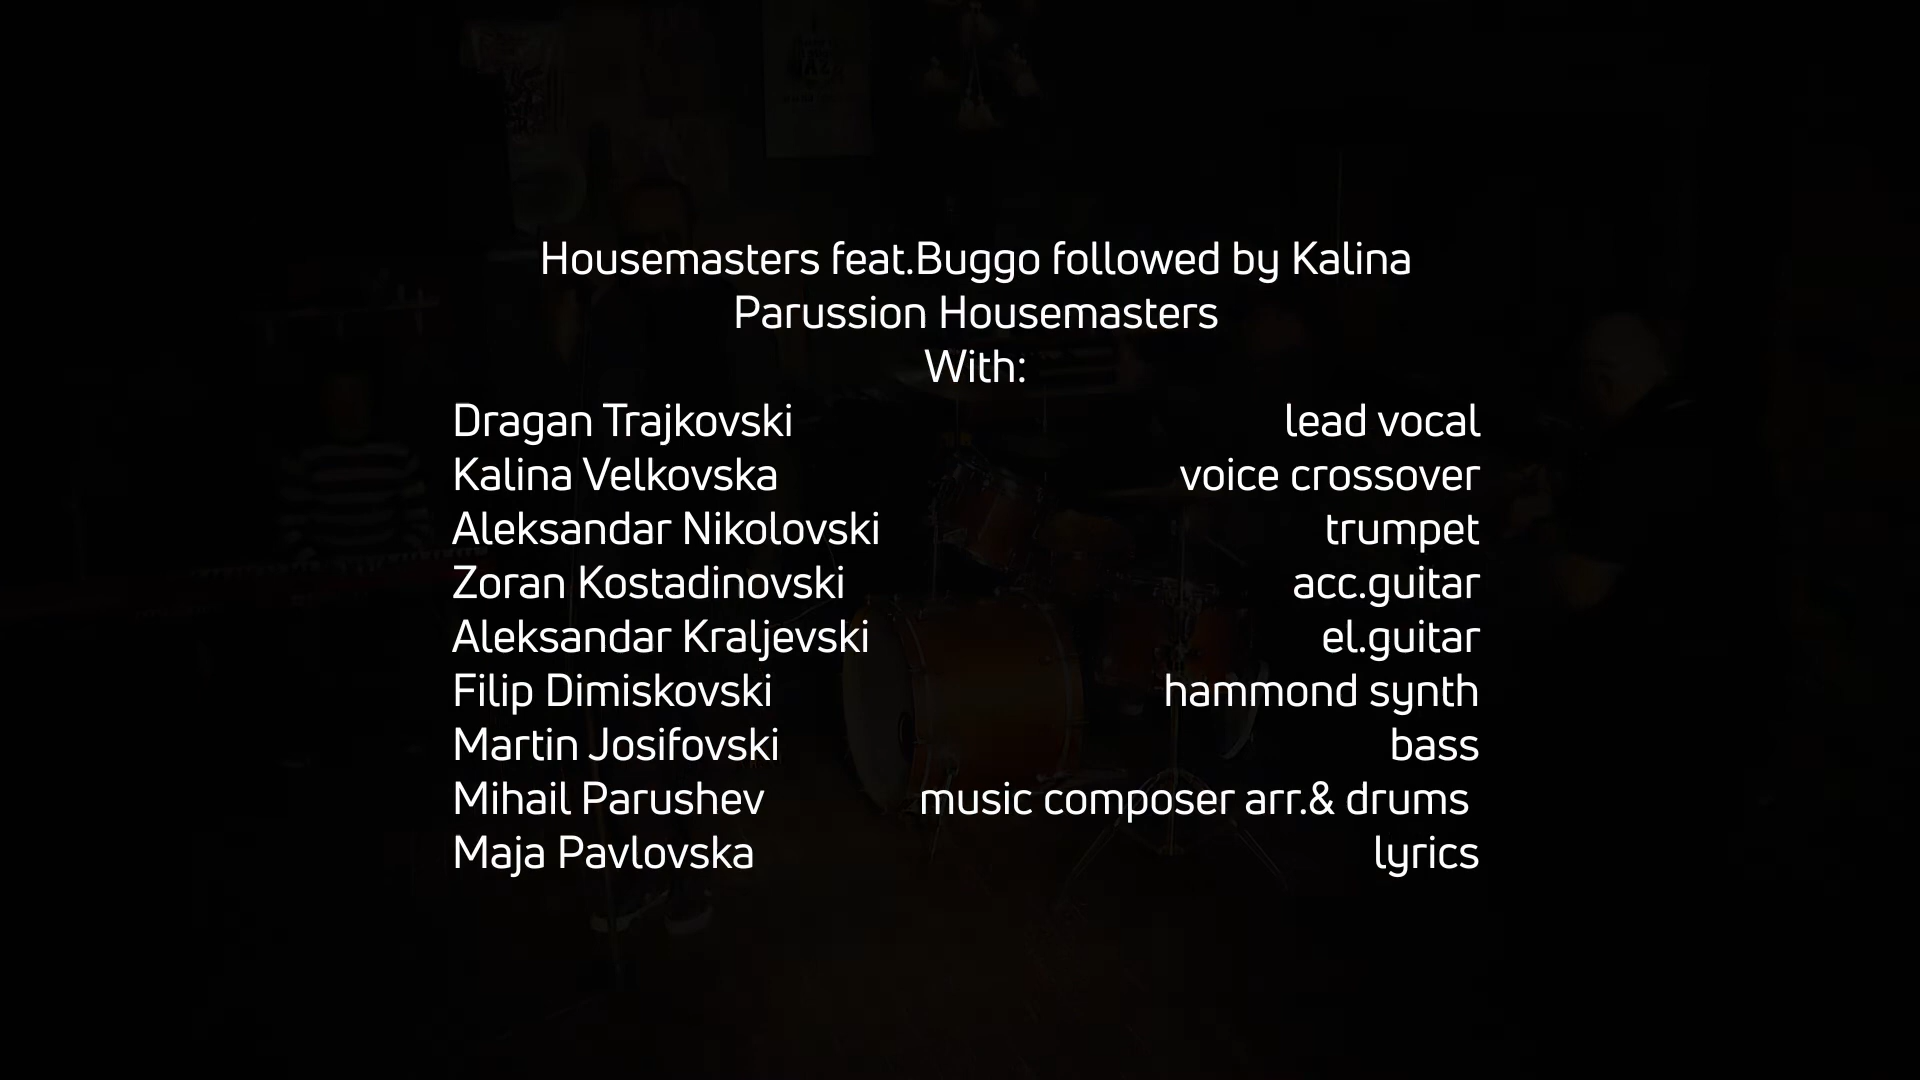 Housemasters feat.Buggo followed by Kalina
Parussion Housemasters
With:
Dragan Trajkovski lead vocal
Kalina Velkovska voice crossover
Aleksandar Nikolovski trumpet
Zoran Kostadinovski acc.guitar
Aleksandar Kraljevski el.guitar
Filip Dimiskovski hammond synth
Martin Josifovski bass
Mihail Parushev music composer arr.& drums
Maja Pavlovska lyrics